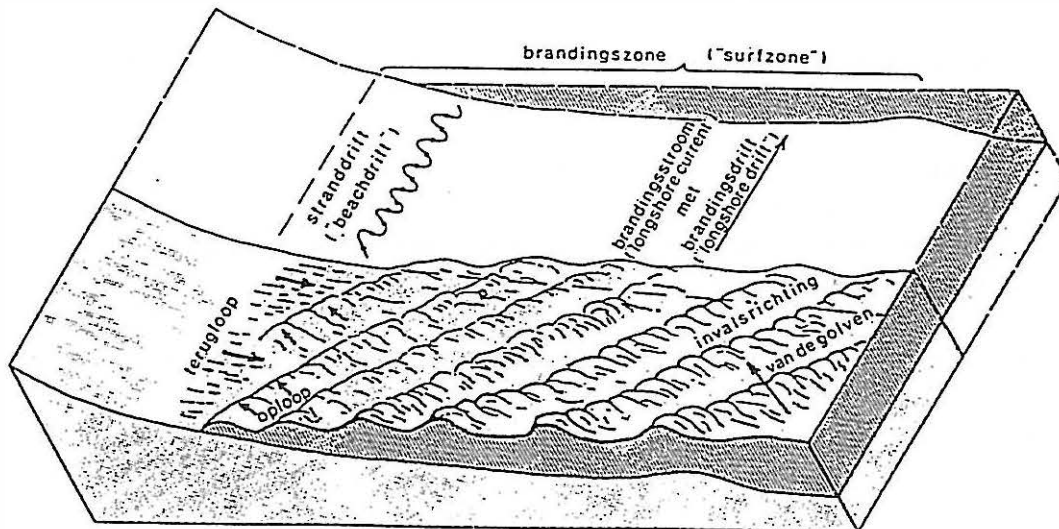 brandingszone ("surfzone")
stranddrift
("beachdrift")
brandingsstroom
("longshore current"
met
brandingsdrift
("longshore drift")
terugloop
oploop
invalsrichting
van de golven